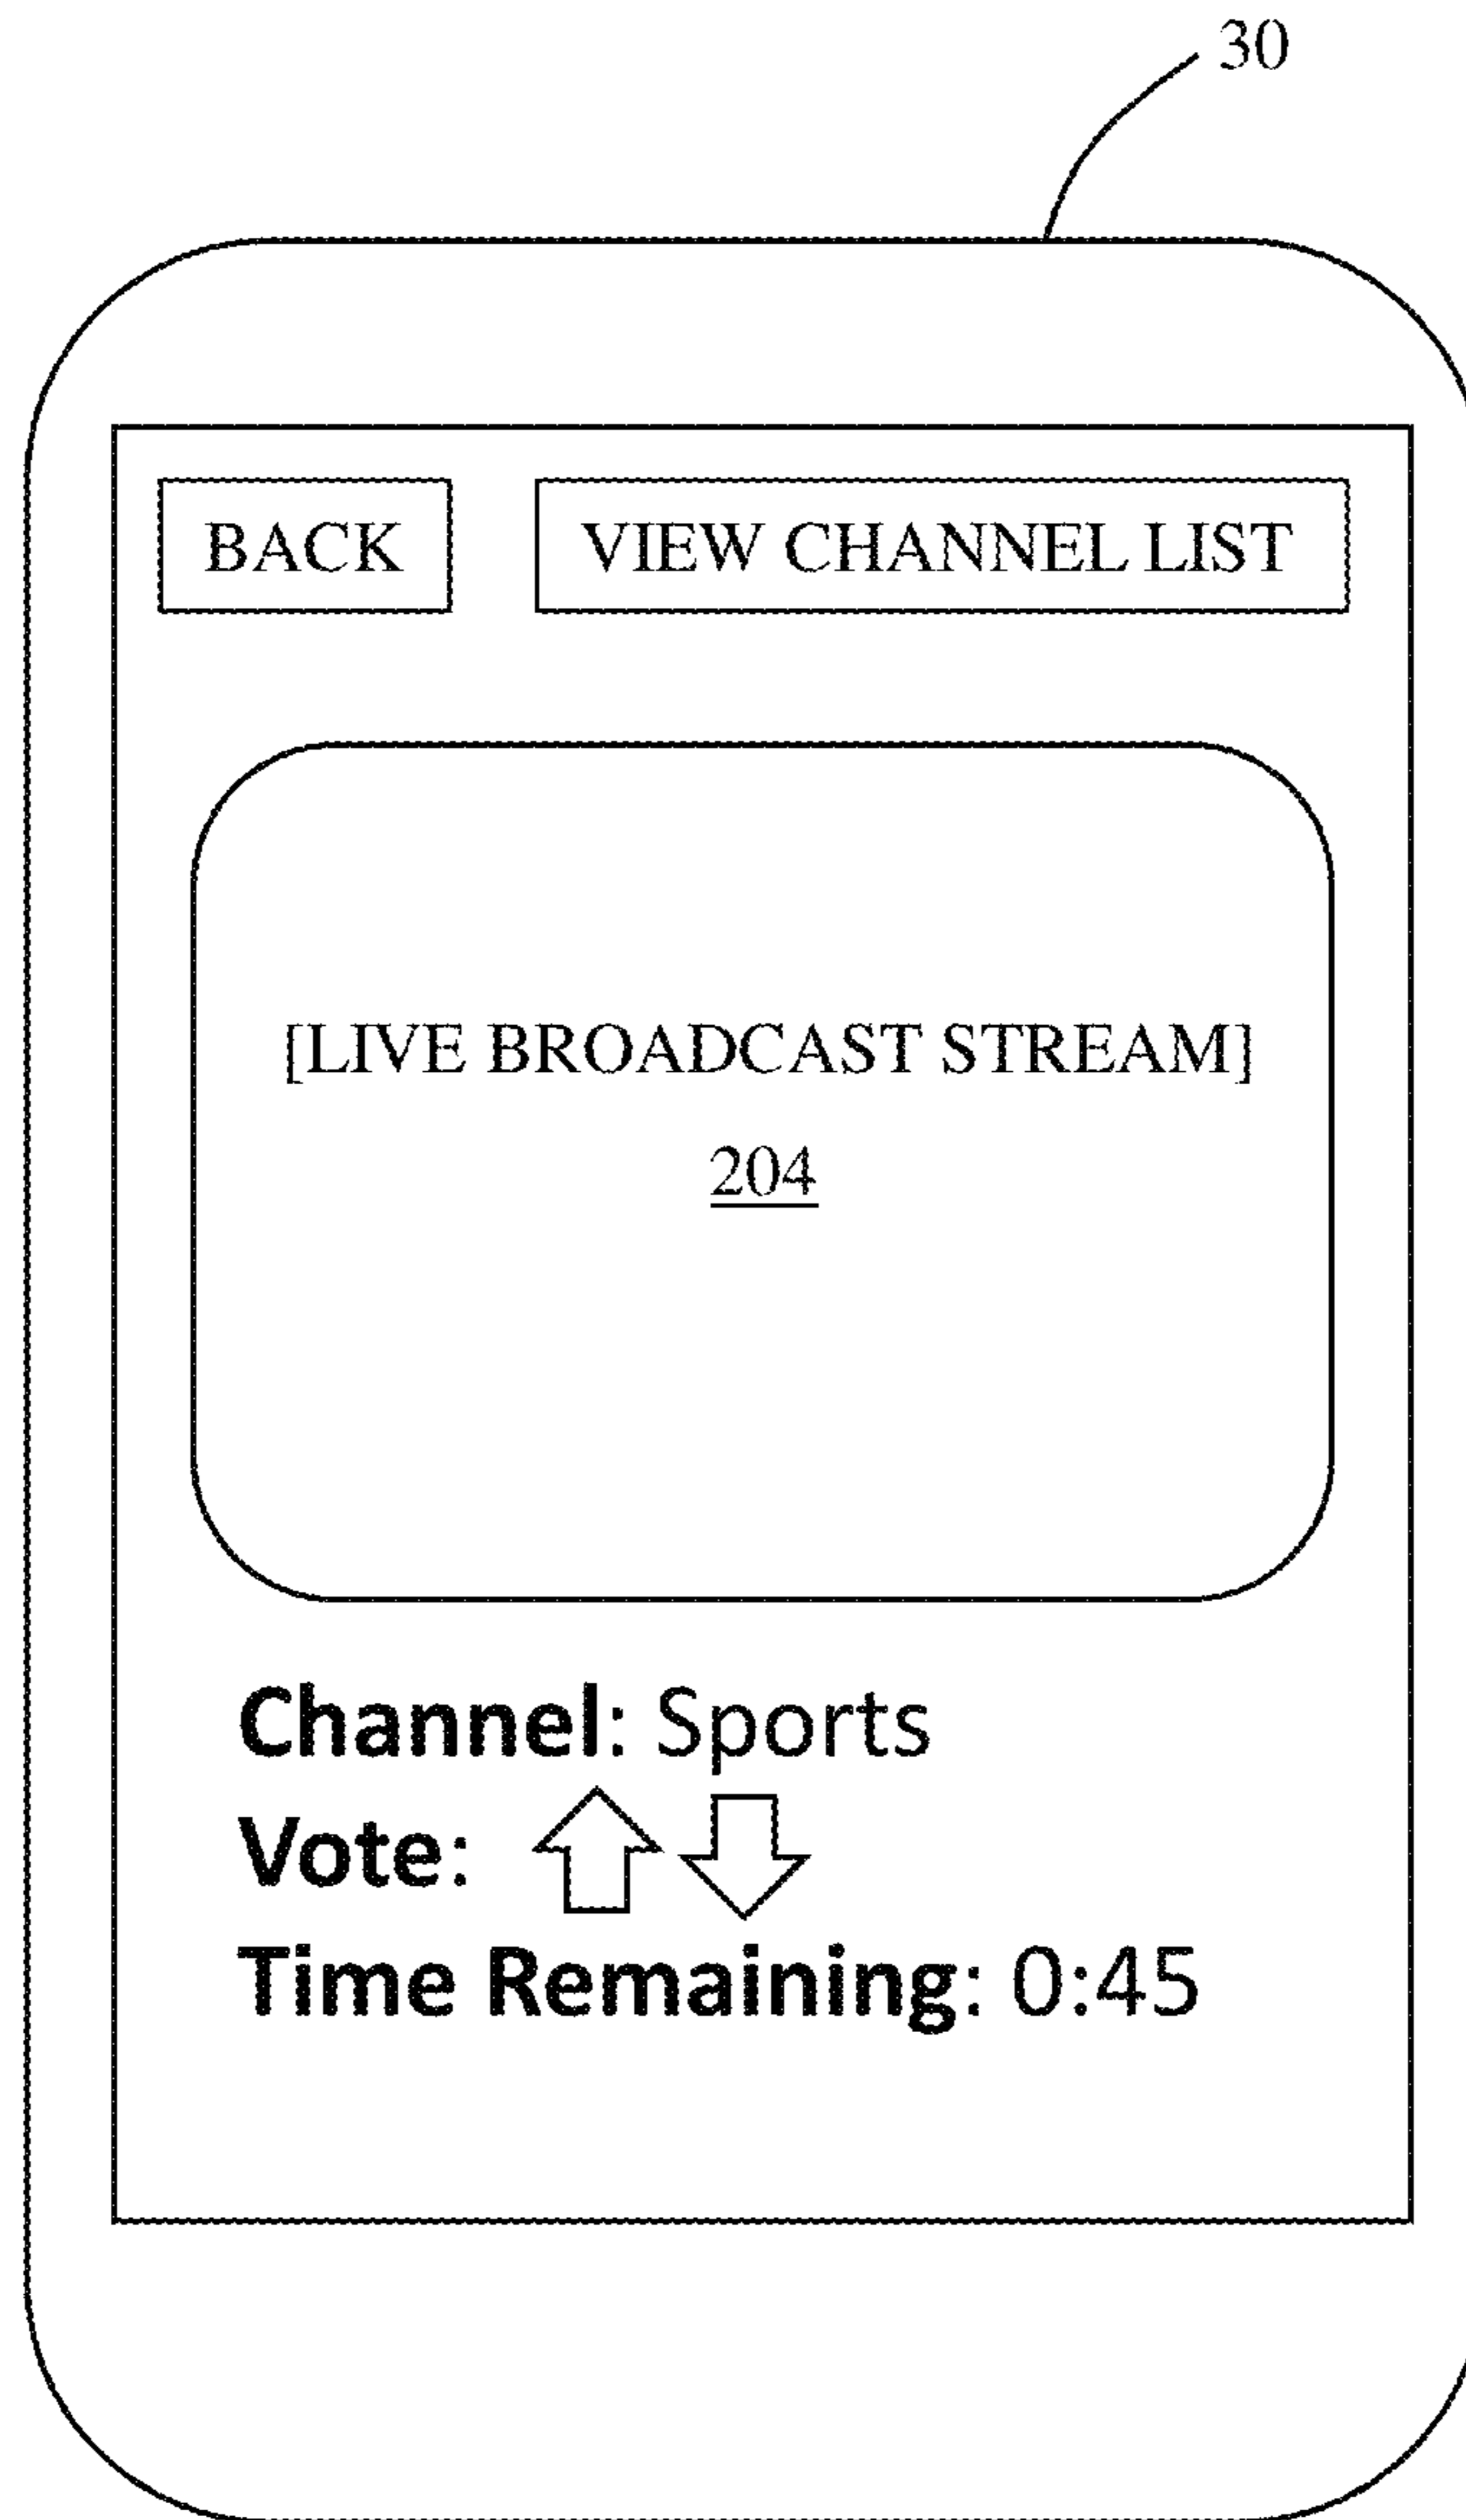 30
BACK
VIEW CHANNEL LIST
[LIVE BROADCAST STREAM]
204
Channel: Sports
Vote:
Time Remaining: 0:45